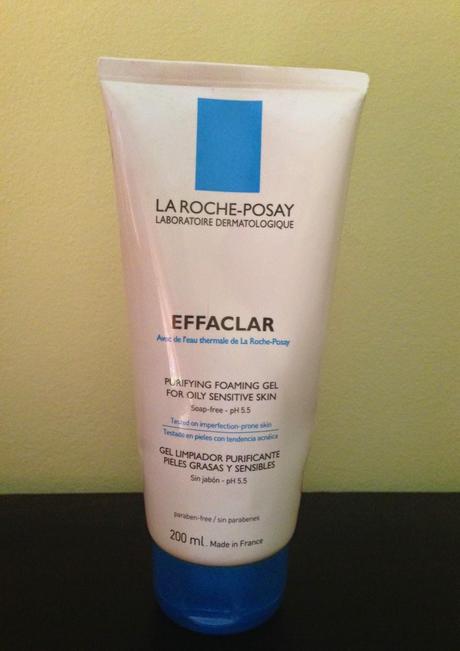 LA ROCHE-POSAY
LABORATOIRE DERMATOLOGIQUE
EFFACLAR
Avec de l'eau thermale de La Roche-Posay
PURIFYING FOAMING GEL
FOR OILY SENSITIVE SKIN
Soap-free - pH 5.5
Tested on imperfection-prone skin
Testado en pieles con tendencia acnéica
GEL LIMPIADOR PURIFICANTE
PIELES GRASAS Y SENSIBLES
Sin jabón - pH 5.5
paraben-free / sin parabenes
200 ml. Made in France